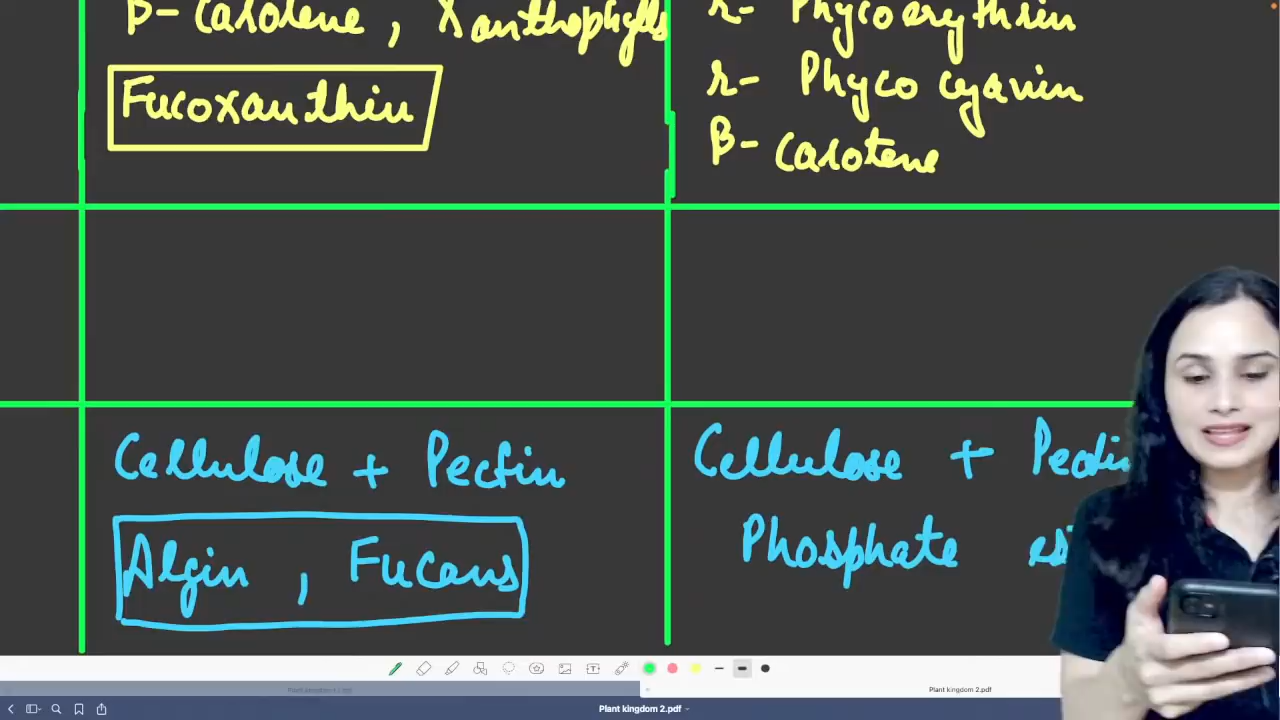 β- Carotene , Xanthophylls
Fucoxanthin
r- Phycoerythrin
r- Phycocyanin
β- Carotene
Cellulose + Pectin
Algin , Fucans
Cellulose + Pectin
Phosphate
Plant kingdom 2.pdf
Plant kingdom 2.pdf